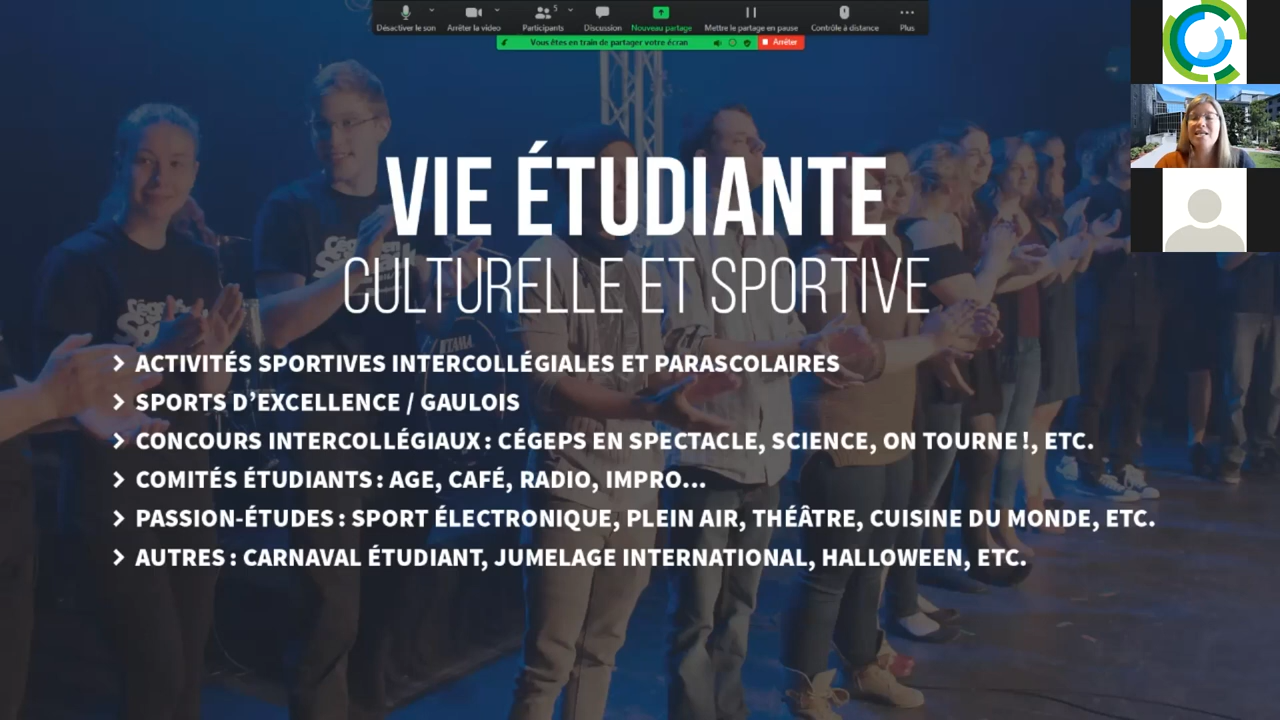 5
Désactiver le son Arrêter la video Participants Discussion Nouveau partage Mettre le partage en pause Contrôle à distance Plus
Vous êtes en train de partager votre écran Arrêter
VIE ÉTUDIANTE
CULTURELLE ET SPORTIVE
ACTIVITÉS SPORTIVES INTERCOLLÉGIALES ET PARASCOLAIRES
SPORTS D’EXCELLENCE / GAULOIS
CONCOURS INTERCOLLÉGIAUX : CÉGEPS EN SPECTACLE, SCIENCE, ON TOURNE !, ETC.
COMITÉS ÉTUDIANTS : AGE, CAFÉ, RADIO, IMPRO...
PASSION-ÉTUDES : SPORT ÉLECTRONIQUE, PLEIN AIR, THÉÂTRE, CUISINE DU MONDE, ETC.
AUTRES : CARNAVAL ÉTUDIANT, JUMELAGE INTERNATIONAL, HALLOWEEN, ETC.